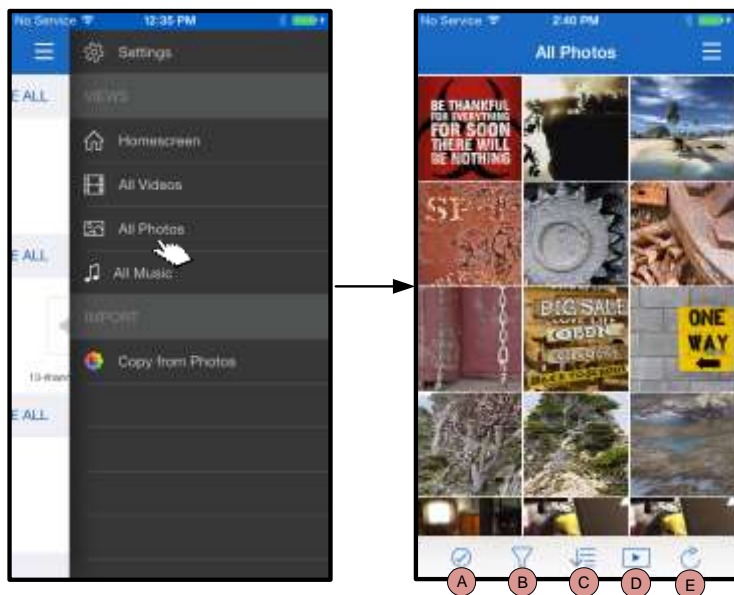 No Service 12:35 PM
Settings
E ALL
VIEWS
Homescreen
All Videos
All Photos
E ALL
All Music
IMPORT
Copy from Photos
E ALL
No Service 2:40 PM
All Photos
BE THANKFUL
FOR EVERYTHING
FOR SOON
THERE WILL
BE NOTHING
BIG SALE
OPEN
ONE
WAY
A B C D E